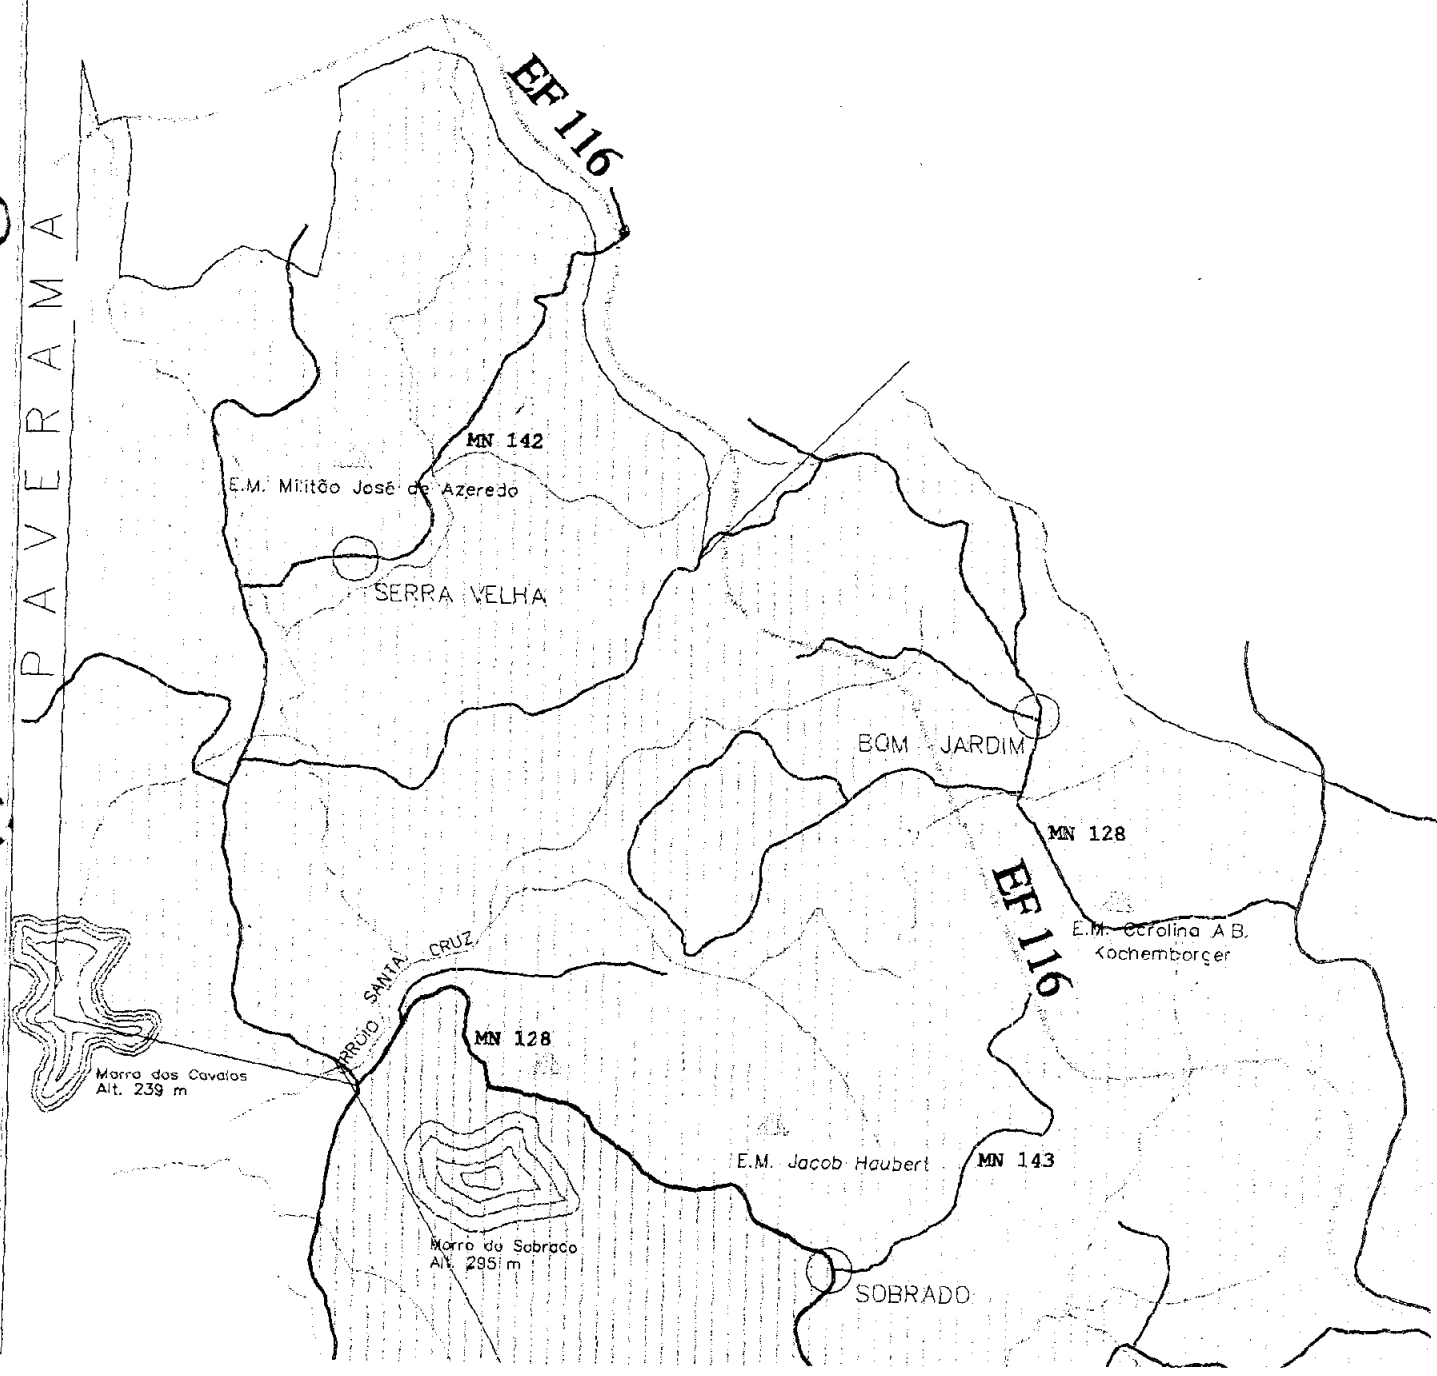 EF 116
PAVERAMA
MN 142
E.M. Militão José de Azeredo
SERRA VELHA
BOM JARDIM
MN 128
EF 116
E.M. Carolina A.B.
Kochemborger
ARROIO SANTA CRUZ
MN 128
Morro dos Cavalos
Alt. 239 m
E.M. Jacob Haubert
MN 143
Morro do Sobrado
Alt. 295 m
SOBRADO